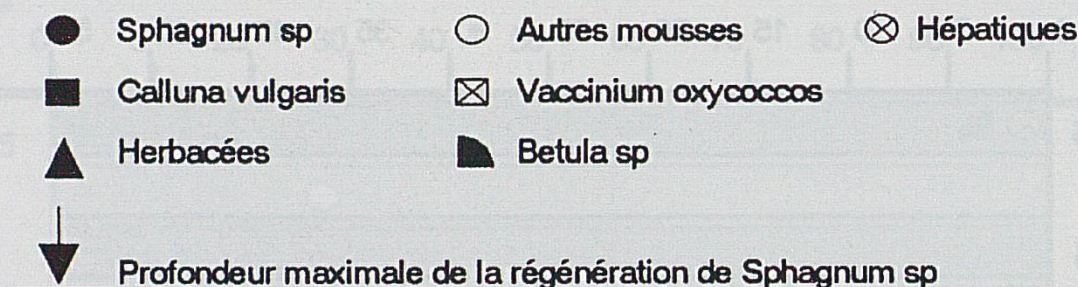 Sphagnum sp Autres mousses Hépatiques
Calluna vulgaris Vaccinium oxycoccos
Herbacées Betula sp
Profondeur maximale de la régénération de Sphagnum sp